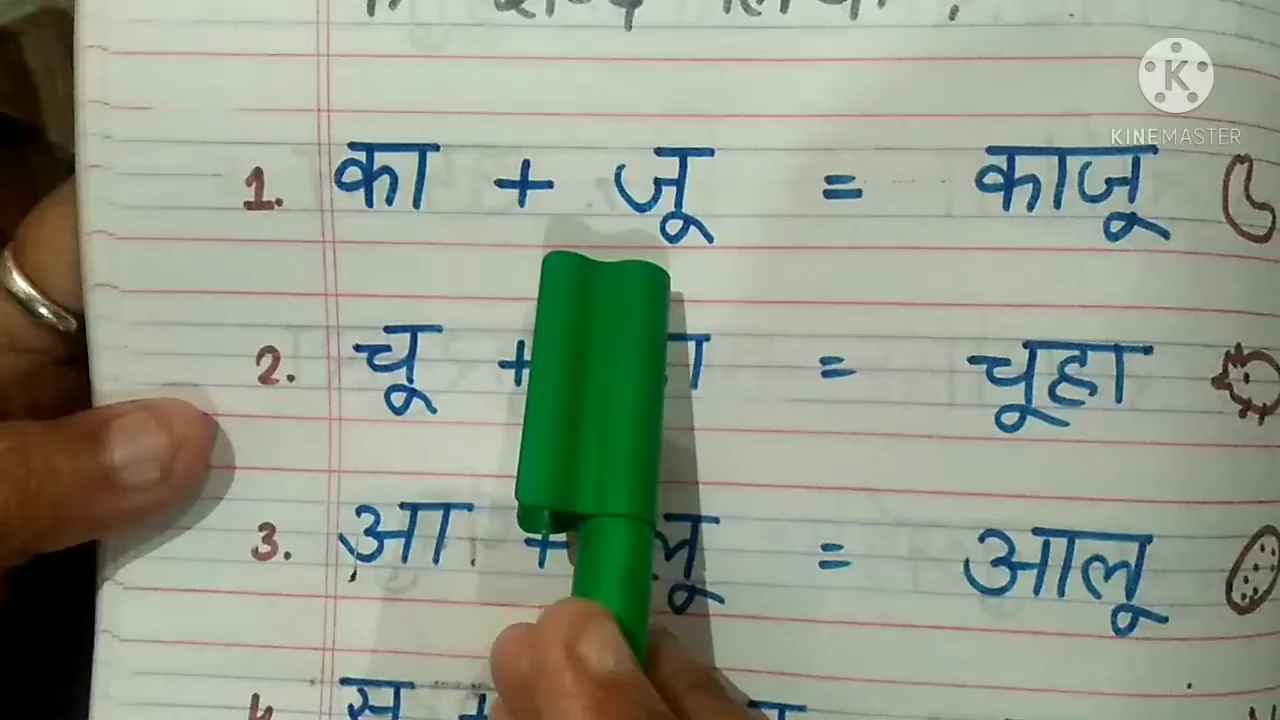 KINEMASTER
1. का + जू = काजू
2. चू + = चूहा
3. आ + लू = आलू